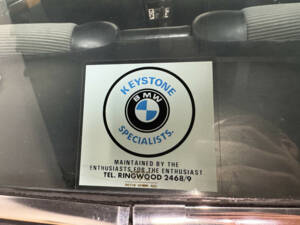 KEYSTONE
BMW
SPECIALISTS.
MAINTAINED BY THE
ENTHUSIASTS FOR THE ENTHUSIAST
TEL. RINGWOOD 2468/9